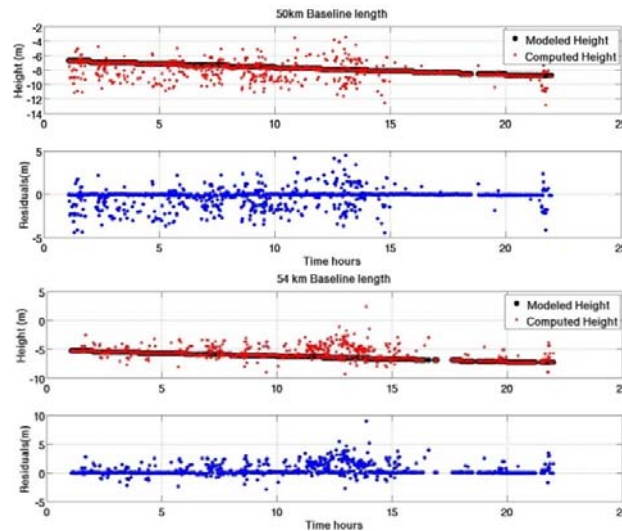 50km Baseline length
Height (m)
-2
-4
-6
-8
-10
-12
-14
0 5 10 15 20 25
Modeled Height
Computed Height
Residuals(m)
5
0
-5
0 5 10 15 20 25
Time hours
54 km Baseline length
Height (m)
5
0
-5
-10
0 5 10 15 20 25
Modeled Height
Computed Height
Residuals(m)
10
5
0
-5
0 5 10 15 20 25
Time hours